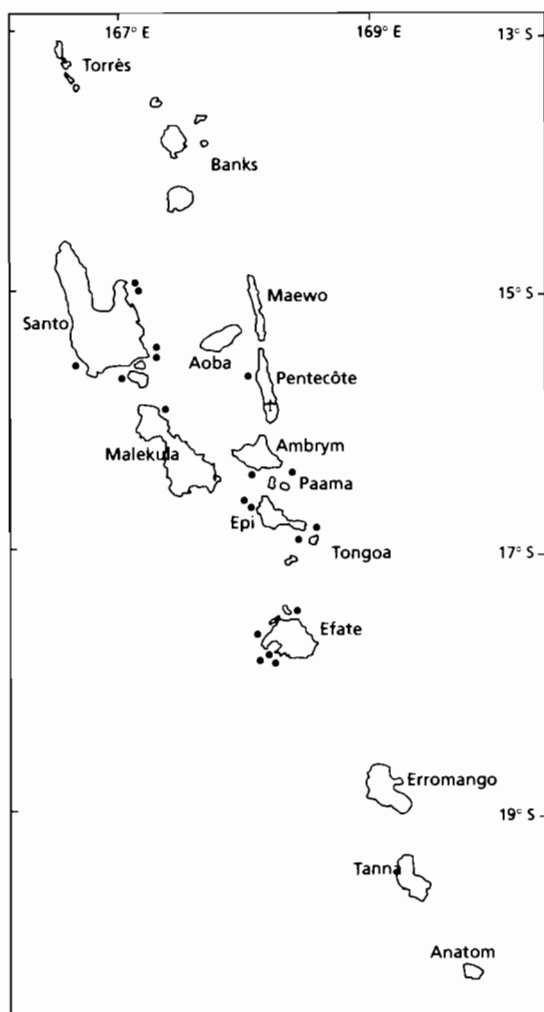 167° E
169° E
13° S
Torrès
Banks
15° S
Maewo
Santo
Aoba
Pentecôte
Ambrym
Malekula
Paama
Epi
Tongoa
17° S
Efate
Erromango
19° S
Tanna
Anatom